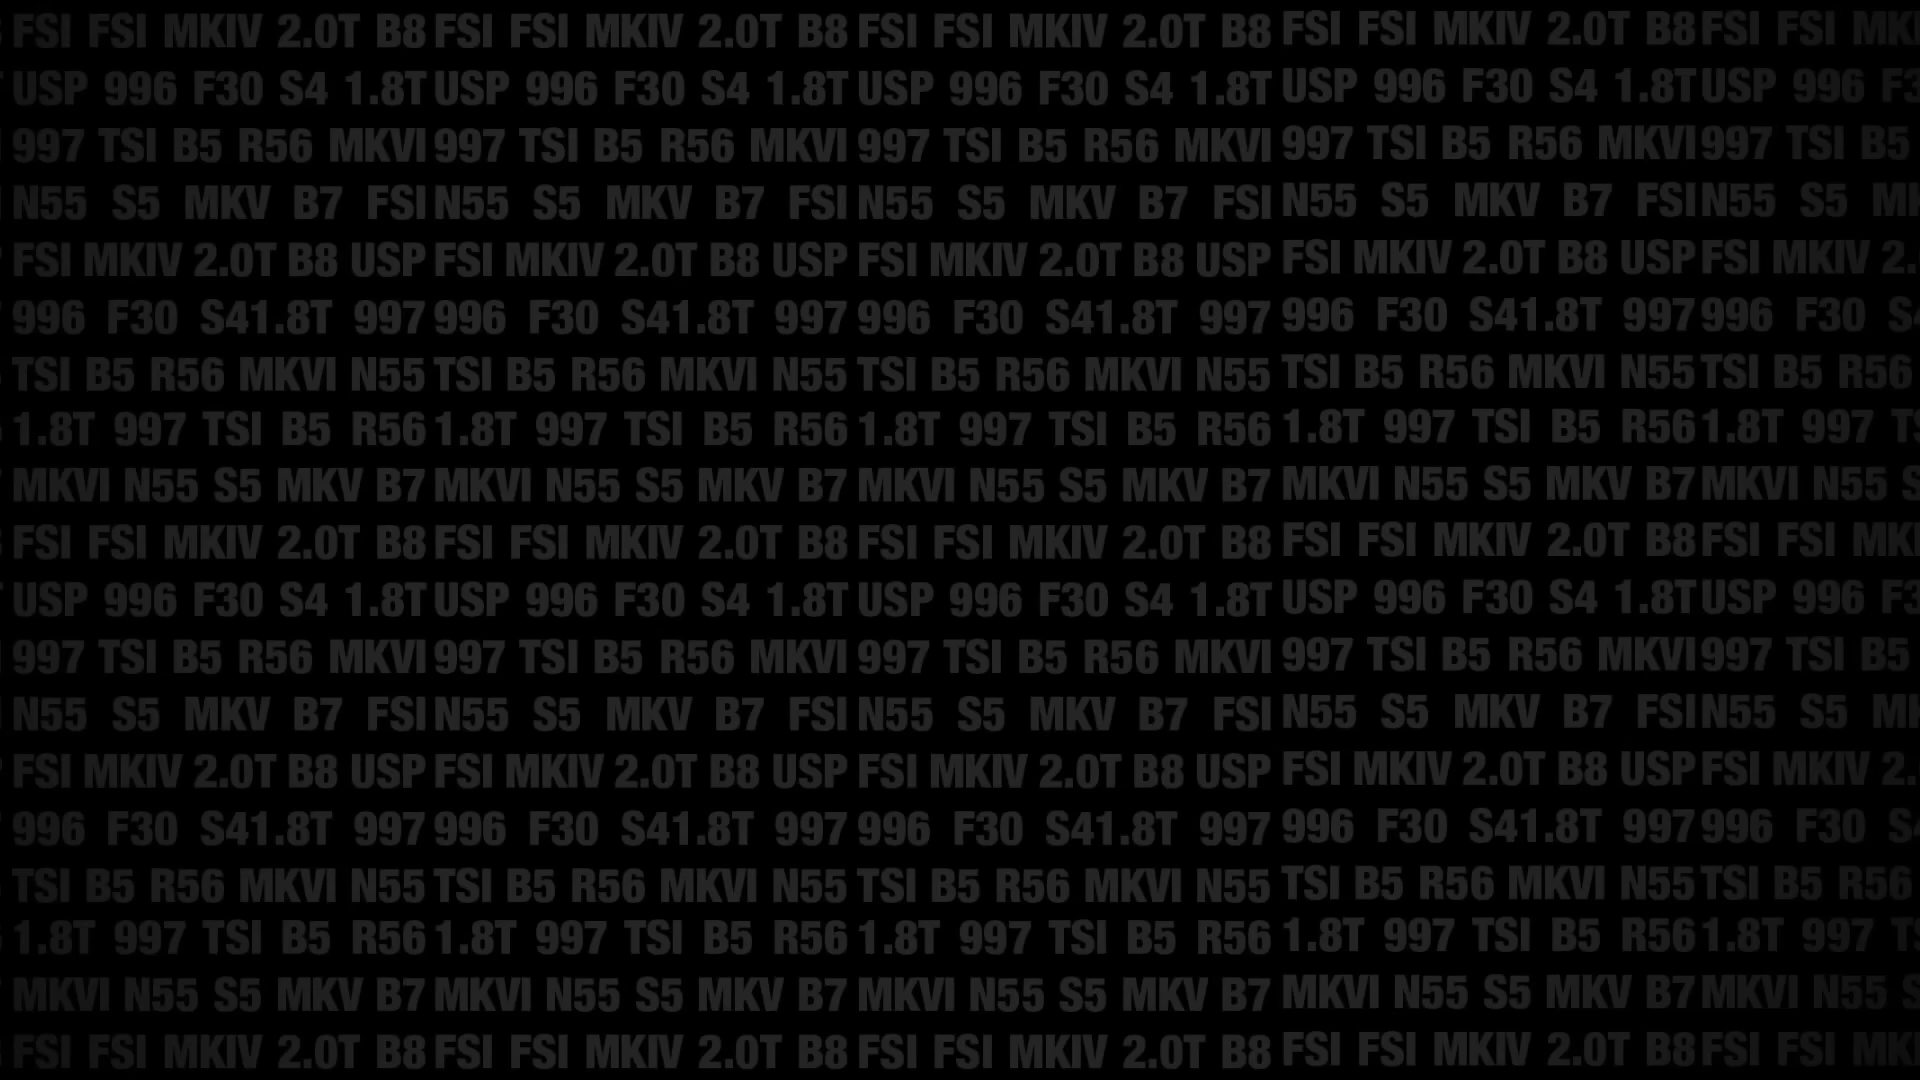 FSI FSI MKIV 2.0T B8 FSI FSI MKIV 2.0T B8 FSI FSI MKIV 2.0T B8 FSI FSI MKIV 2.0T B8 FSI FSI
USP 996 F30 S4 1.8T USP 996 F30 S4 1.8T USP 996 F30 S4 1.8T USP 996 F30 S4 1.8T USP 996
997 TSI B5 R56 MKVI 997 TSI B5 R56 MKVI 997 TSI B5 R56 MKVI 997 TSI B5 R56 MKVI 997 TSI B5
N55 S5 MKV B7 FSI N55 S5 MKV B7 FSI N55 S5 MKV B7 FSI N55 S5 MKV B7 FSI N55 S5
FSI MKIV 2.0T B8 USP FSI MKIV 2.0T B8 USP FSI MKIV 2.0T B8 USP FSI MKIV 2.0T B8 USP FSI MKIV
996 F30 S41.8T 997 996 F30 S41.8T 997 996 F30 S41.8T 997 996 F30 S41.8T 997 996 F30
TSI B5 R56 MKVI N55 TSI B5 R56 MKVI N55 TSI B5 R56 MKVI N55 TSI B5 R56 MKVI N55 TSI B5 R56
1.8T 997 TSI B5 R56 1.8T 997 TSI B5 R56 1.8T 997 TSI B5 R56 1.8T 997 TSI B5 R56 1.8T 997
MKVI N55 S5 MKV B7 MKVI N55 S5 MKV B7 MKVI N55 S5 MKV B7 MKVI N55 S5 MKV B7 MKVI N55
FSI FSI MKIV 2.0T B8 FSI FSI MKIV 2.0T B8 FSI FSI MKIV 2.0T B8 FSI FSI MKIV 2.0T B8 FSI FSI
USP 996 F30 S4 1.8T USP 996 F30 S4 1.8T USP 996 F30 S4 1.8T USP 996 F30 S4 1.8T USP 996
997 TSI B5 R56 MKVI 997 TSI B5 R56 MKVI 997 TSI B5 R56 MKVI 997 TSI B5 R56 MKVI 997 TSI B5
N55 S5 MKV B7 FSI N55 S5 MKV B7 FSI N55 S5 MKV B7 FSI N55 S5 MKV B7 FSI N55 S5
FSI MKIV 2.0T B8 USP FSI MKIV 2.0T B8 USP FSI MKIV 2.0T B8 USP FSI MKIV 2.0T B8 USP FSI MKIV
996 F30 S41.8T 997 996 F30 S41.8T 997 996 F30 S41.8T 997 996 F30 S41.8T 997 996 F30
TSI B5 R56 MKVI N55 TSI B5 R56 MKVI N55 TSI B5 R56 MKVI N55 TSI B5 R56 MKVI N55 TSI B5 R56
1.8T 997 TSI B5 R56 1.8T 997 TSI B5 R56 1.8T 997 TSI B5 R56 1.8T 997 TSI B5 R56 1.8T 997
MKVI N55 S5 MKV B7 MKVI N55 S5 MKV B7 MKVI N55 S5 MKV B7 MKVI N55 S5 MKV B7 MKVI N55
FSI FSI MKIV 2.0T B8 FSI FSI MKIV 2.0T B8 FSI FSI MKIV 2.0T B8 FSI FSI MKIV 2.0T B8 FSI FSI